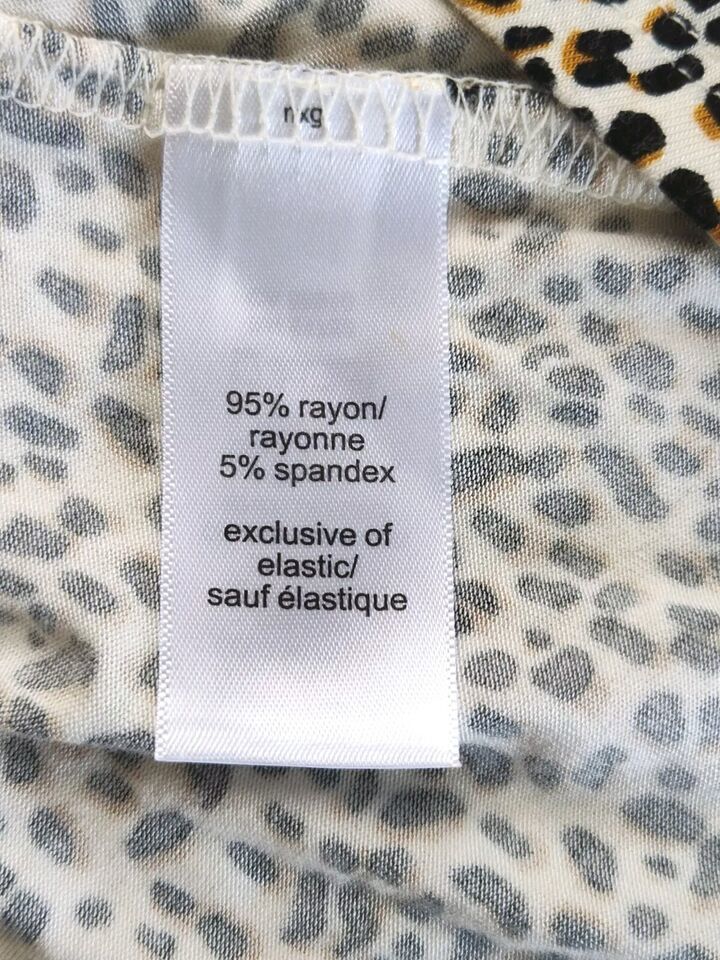 95% rayon/
rayonne
5% spandex
exclusive of
elastic/
sauf élastique